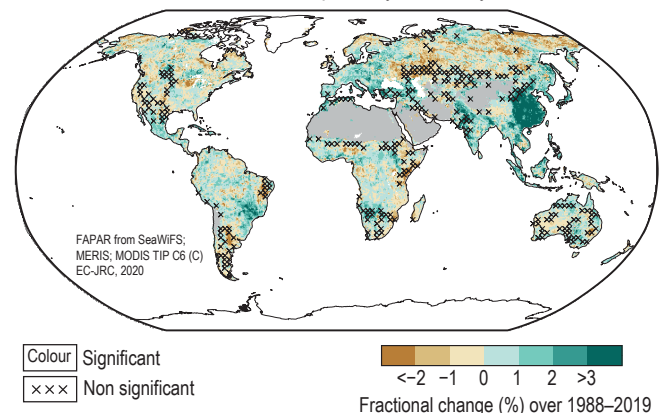 FAPAR from SeaWiFS;
MERIS; MODIS TIP C6 (C)
EC-JRC, 2020
Colour Significant
××× Non significant
<−2 −1 0 1 2 >3
Fractional change (%) over 1988–2019